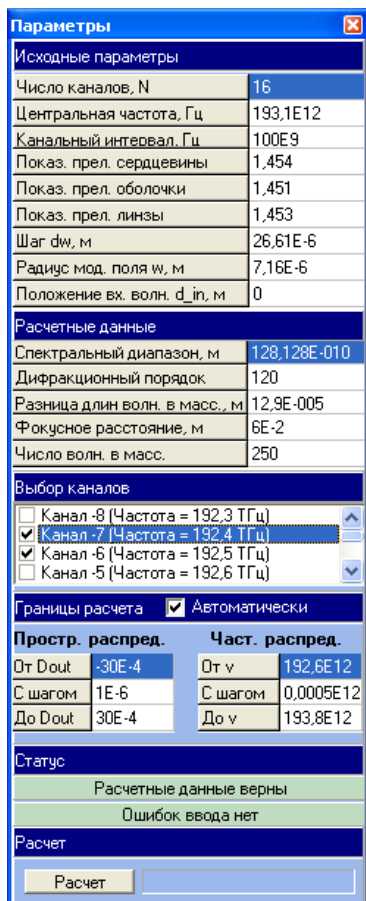 Параметры
Исходные параметры
Число каналов, N 16
Центральная частота, Гц 193,1E12
Канальный интервал, Гц 100E9
Показ. прел. сердцевины 1,454
Показ. прел. оболочки 1,451
Показ. прел. линзы 1,453
Шаг dw, м 26,61E-6
Радиус мод. поля w, м 7,16E-6
Положение вх. волн. d_in, м 0
Расчетные данные
Спектральный диапазон, м 128,128E-010
Дифракционный порядок 120
Разница длин волн. в масс., м 12,9E-005
Фокусное расстояние, м 6E-2
Число волн. в масс. 250
Выбор каналов
Канал -8 (Частота = 192,3 ТГц)
Канал -7 (Частота = 192,4 ТГц)
Канал -6 (Частота = 192,5 ТГц)
Канал -5 (Частота = 192,6 ТГц)
Границы расчета Автоматически
Простр. распред. Част. распред.
От Dout -30E-4 От v 192,6E12
С шагом 1E-6 С шагом 0,0005E12
До Dout 30E-4 До v 193,8E12
Статус
Расчетные данные верны
Ошибок ввода нет
Расчет
Расчет